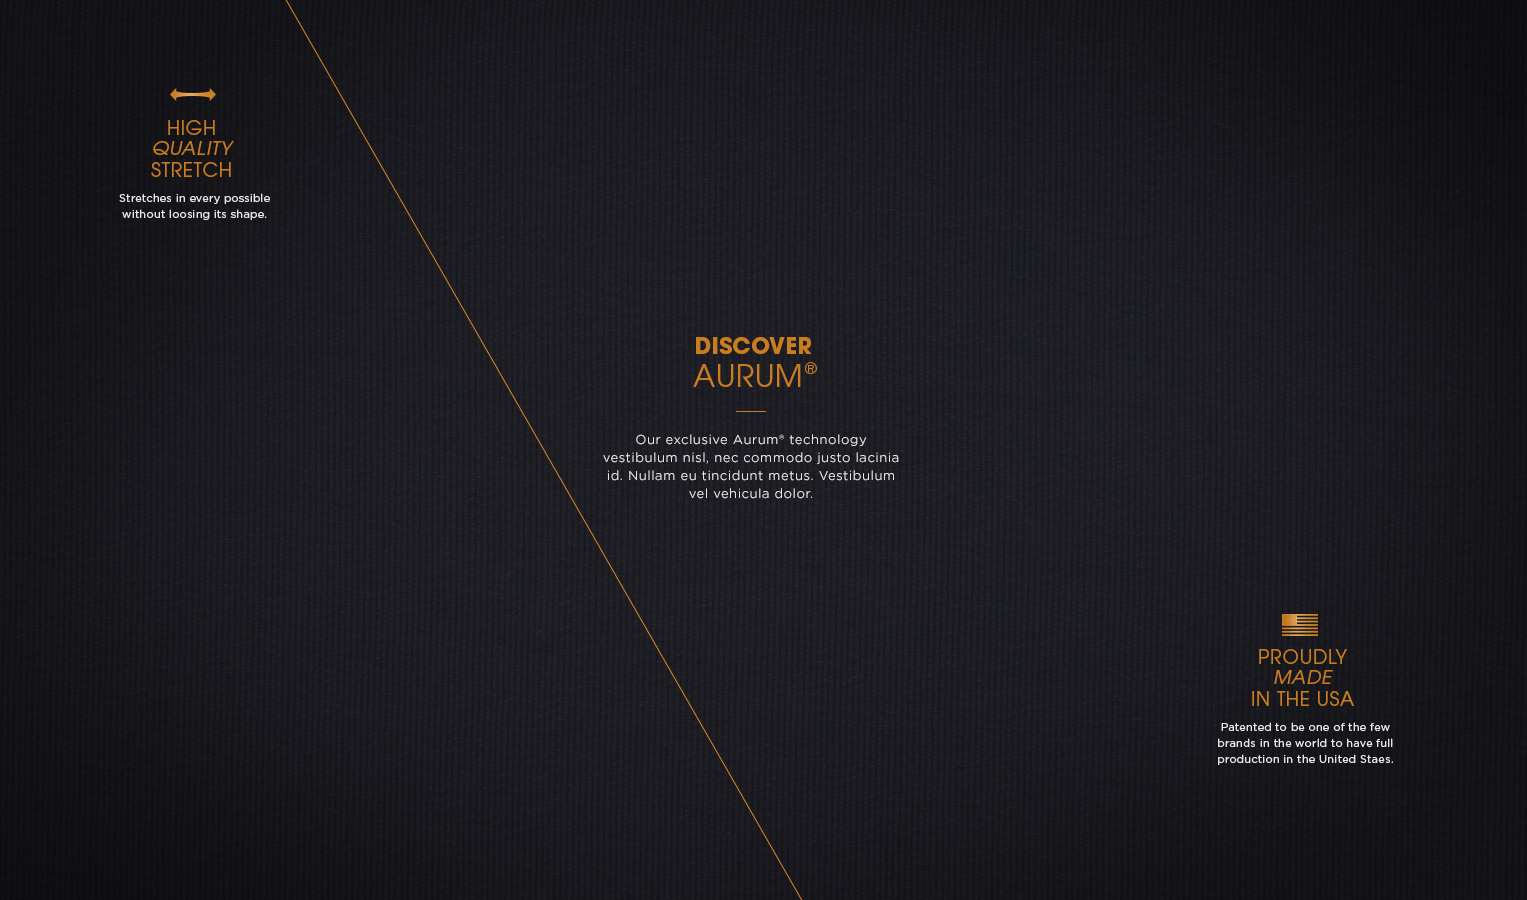 HIGH
QUALITY
STRETCH
Stretches in every possible
without loosing its shape.
DISCOVER
AURUM®
Our exclusive Aurum® technology
vestibulum nisl, nec commodo justo lacinia
id. Nullam eu tincidunt metus. Vestibulum
vel vehicula dolor.
PROUDLY
MADE
IN THE USA
Patented to be one of the few
brands in the world to have full
production in the United Staes.